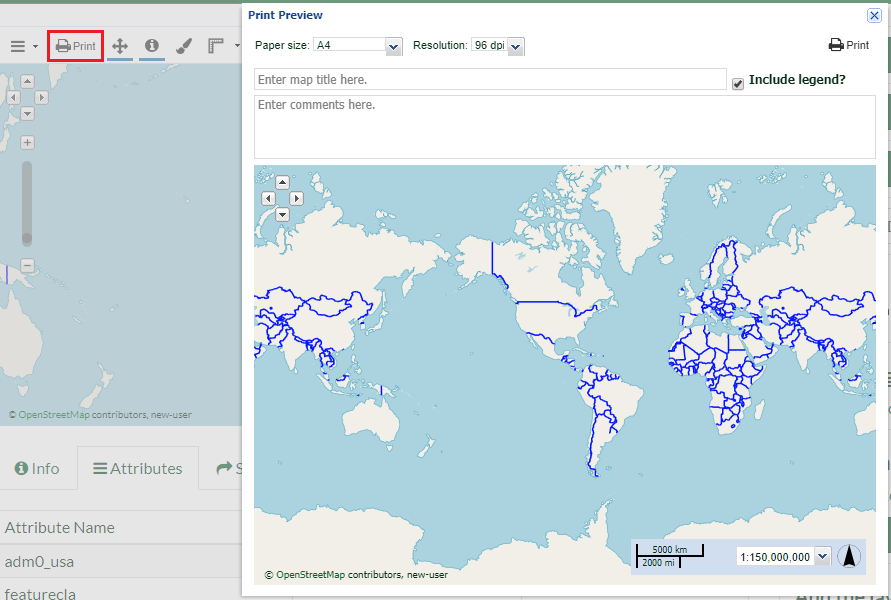 Print Preview
Print
Paper size: A4 Resolution: 96 dpi Print
Enter map title here. Include legend?
Enter comments here.
© OpenStreetMap contributors, new-user
Info Attributes
Attribute Name
adm0_usa
featurecla
5000 km
2000 mi
1:150,000,000
© OpenStreetMap contributors, new-user